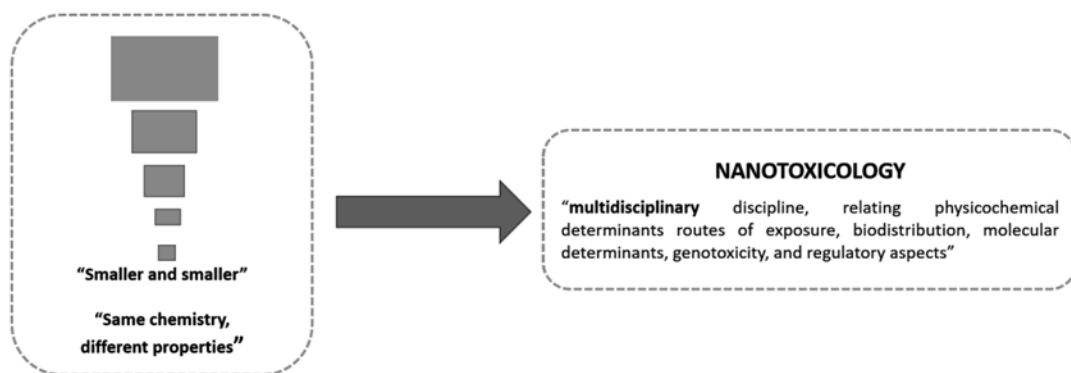 “Smaller and smaller”
“Same chemistry,
different properties”
NANOTOXICOLOGY
“multidisciplinary discipline, relating physicochemical
determinants routes of exposure, biodistribution, molecular
determinants, genotoxicity, and regulatory aspects”